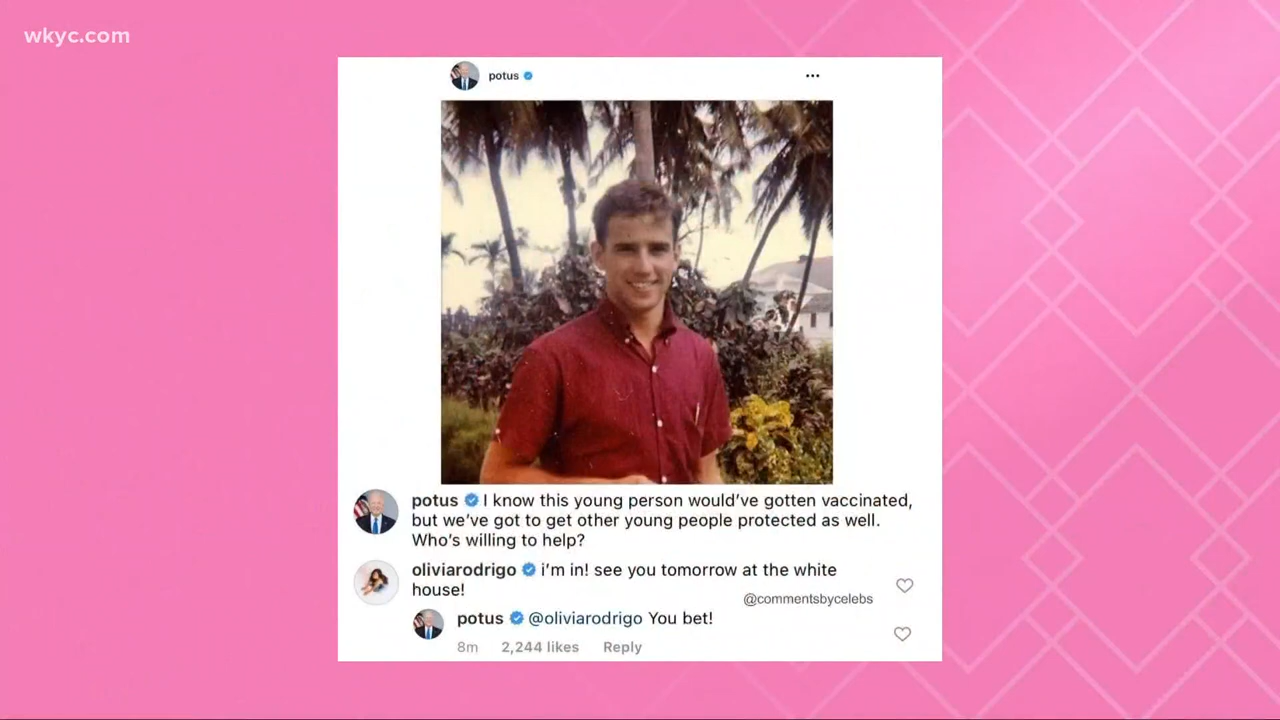 wkyc.com
potus
I know this young person would’ve gotten vaccinated,
but we’ve got to get other young people protected as well.
Who’s willing to help?
oliviarodrigo i’m in! see you tomorrow at the white
house!
@commentsbycelebs
potus @oliviarodrigo You bet!
8m 2,244 likes Reply